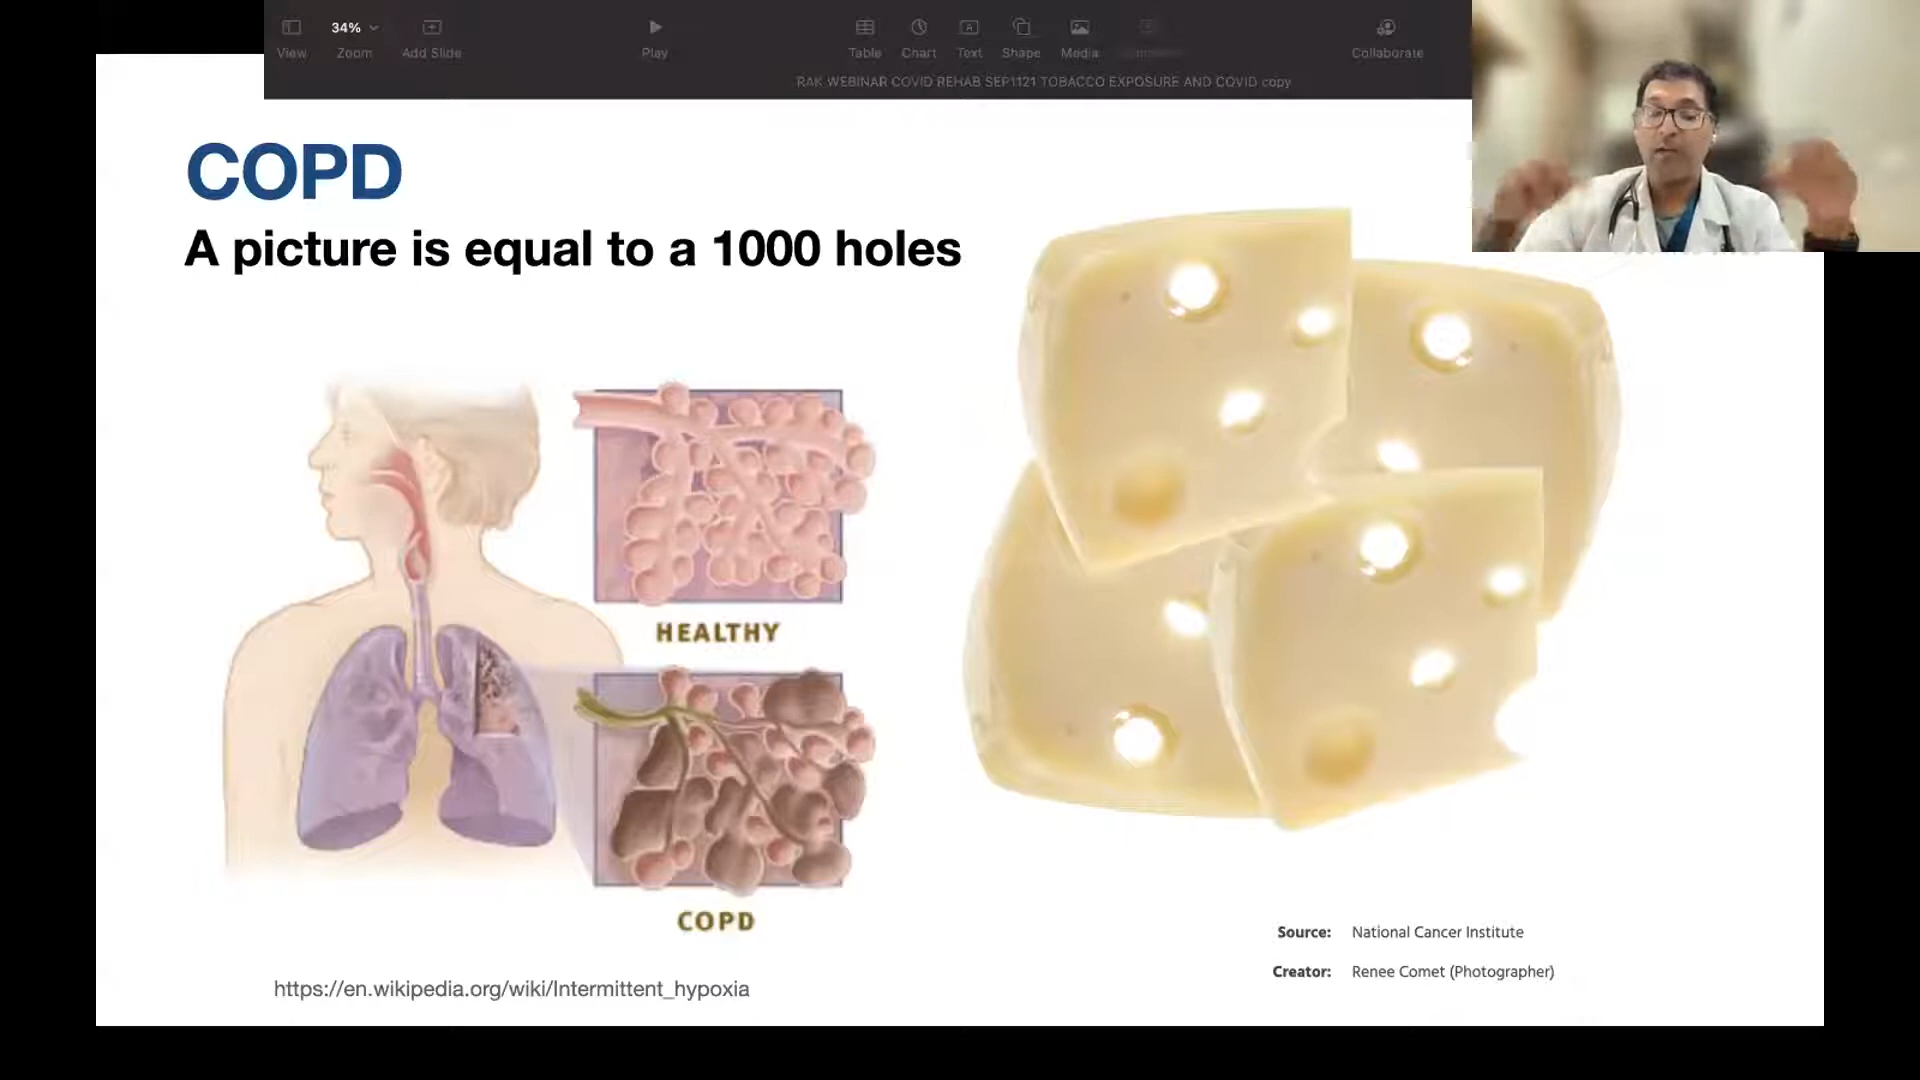 View
34%
Zoom
Add Slide
Play
Table
Chart
Text
Shape
Media
Collaborate
RAK WEBINAR COVID REHAB SEP1121 TOBACCO EXPOSURE AND COVID copy
COPD
A picture is equal to a 1000 holes
HEALTHY
COPD
https://en.wikipedia.org/wiki/Intermittent_hypoxia
Source: National Cancer Institute
Creator: Renee Comet (Photographer)